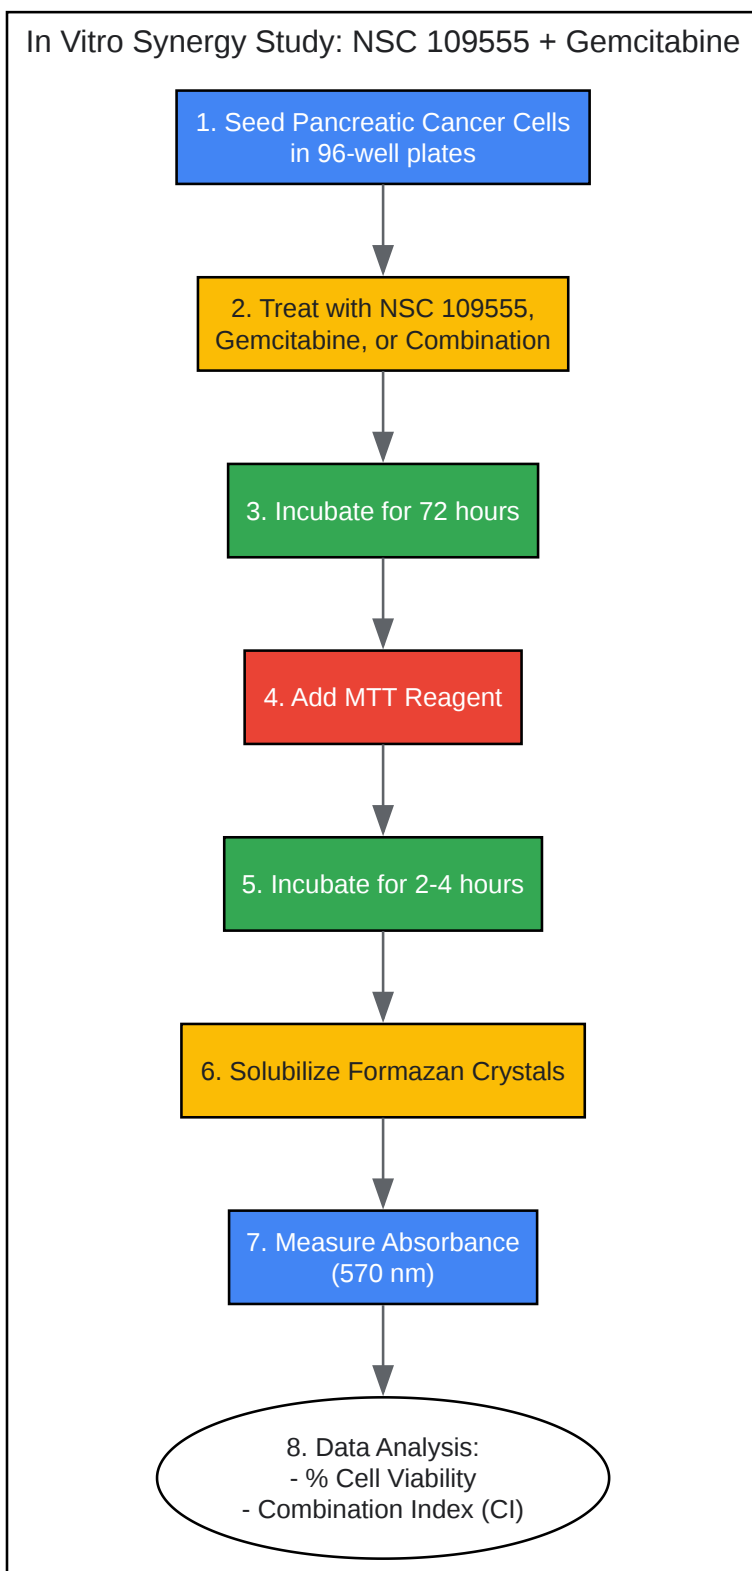 In Vitro Synergy Study: NSC 109555 + Gemcitabine
1. Seed Pancreatic Cancer Cells
in 96-well plates
2. Treat with NSC 109555,
Gemcitabine, or Combination
3. Incubate for 72 hours
4. Add MTT Reagent
5. Incubate for 2-4 hours
6. Solubilize Formazan Crystals
7. Measure Absorbance
(570 nm)
8. Data Analysis:
- % Cell Viability
- Combination Index (CI)